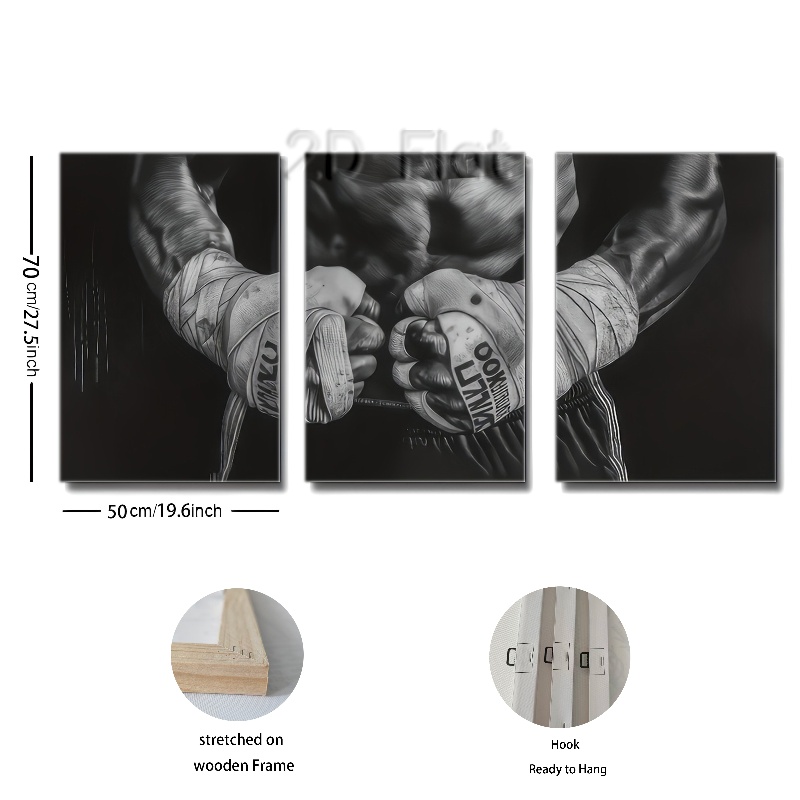 2D Flat
70 cm/27.5inch
50cm/19.6inch
stretched on
wooden Frame
Hook
Ready to Hang